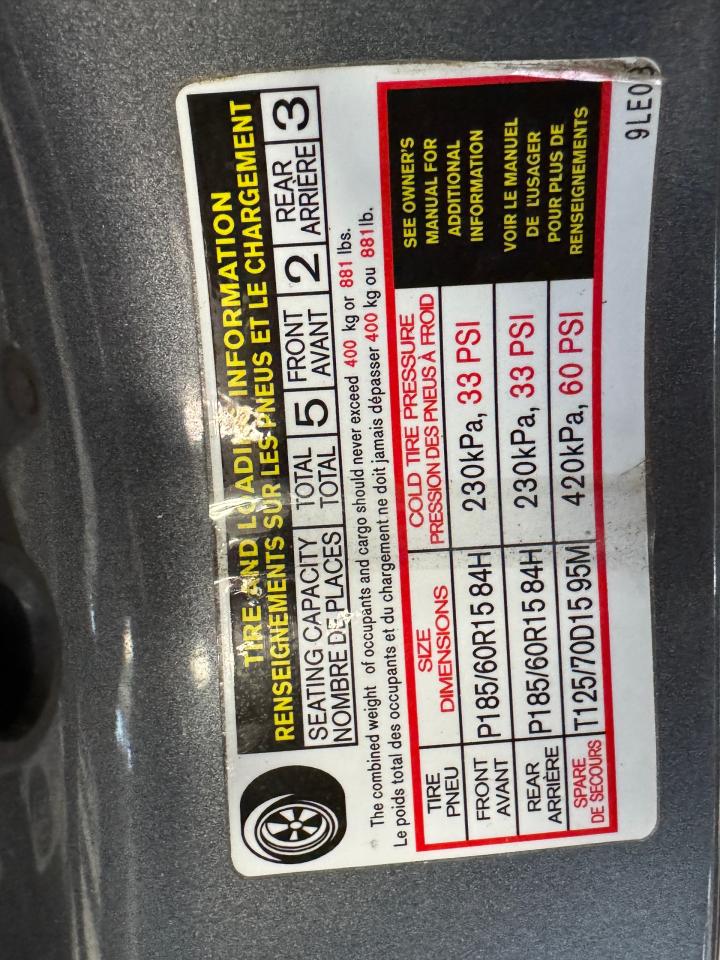 TIRE AND LOADING INFORMATION
RENSEIGNEMENTS SUR LES PNEUS ET LE CHARGEMENT
SEATING CAPACITY TOTAL 5 FRONT 2 REAR 3
NOMBRE DE PLACES TOTAL AVANT ARRIÈRE
The combined weight of occupants and cargo should never exceed 400 kg or 881 lbs.
Le poids total des occupants et du chargement ne doit jamais dépasser 400 kg ou 881lb.
TIRE SIZE COLD TIRE PRESSURE
PNEU DIMENSIONS PRESSION DES PNEUS À FROID
FRONT P185/60R15 84H 230kPa, 33 PSI
AVANT
REAR P185/60R15 84H 230kPa, 33 PSI
ARRIÈRE
SPARE T125/70D15 95M 420kPa, 60 PSI
DE SECOURS
SEE OWNER'S
MANUAL FOR
ADDITIONAL
INFORMATION
VOIR LE MANUEL
DE L'USAGER
POUR PLUS DE
RENSEIGNEMENTS
9LE03